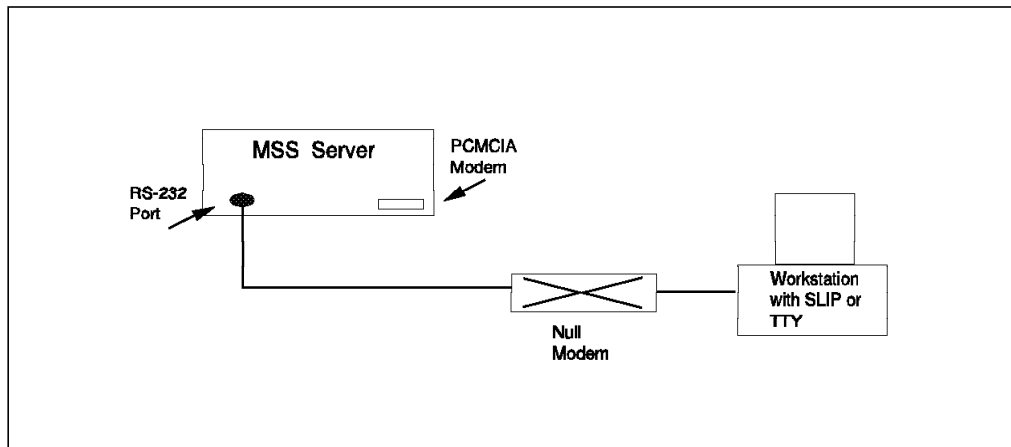 MSS Server
PCMCIA
Modem
RS-232
Port
Workstation
with SLIP or
TTY
Null
Modem